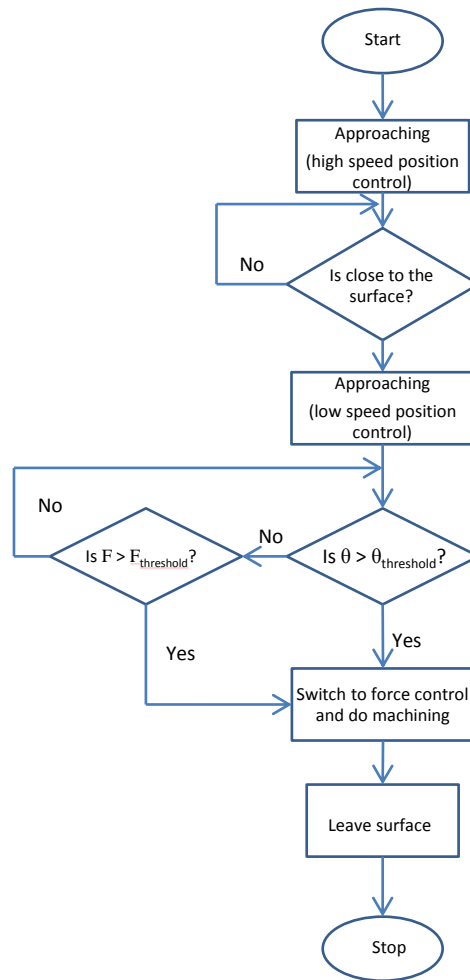 Start
Approaching
(high speed position
control)
No
Is close to the
surface?
Approaching
(low speed position
control)
No
Is F > Fthreshold?
No
Is θ > θthreshold?
Yes
Yes
Switch to force control
and do machining
Leave surface
Stop